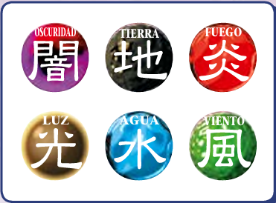 OSCURIDAD
闇
TIERRA
地
FUEGO
炎
LUZ
光
AGUA
水
VIENTO
風